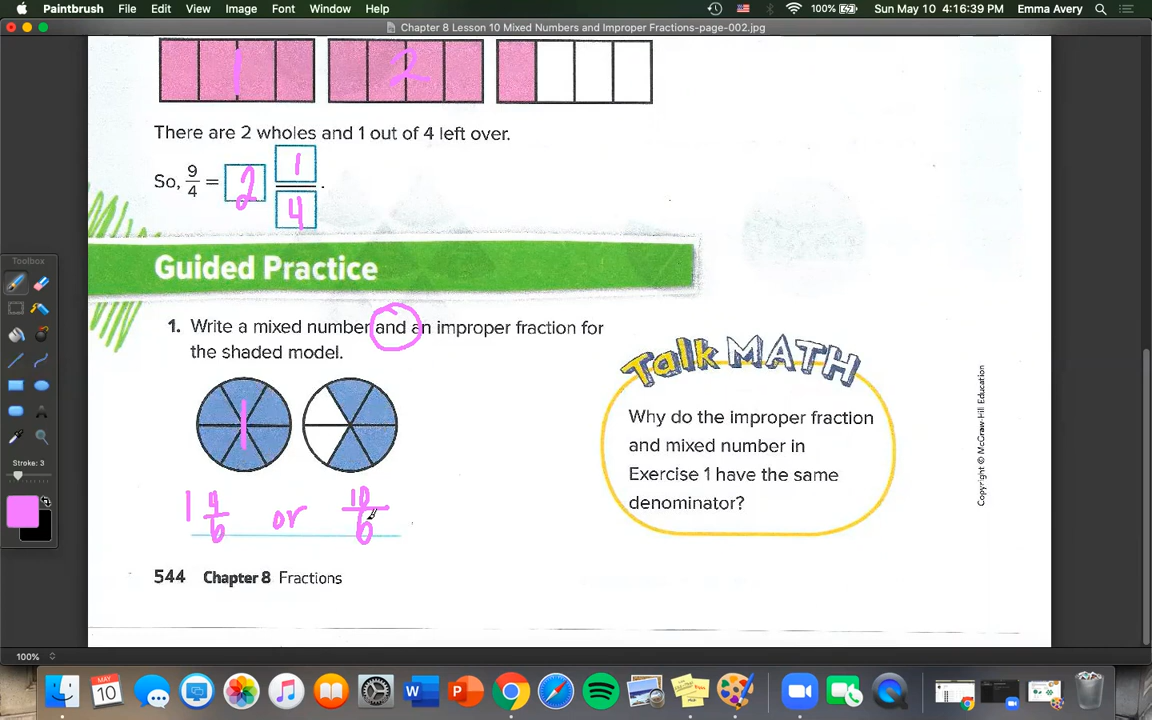 Paintbrush File Edit View Image Font Window Help 100% Sun May 10 4:16:39 PM Emma Avery
Chapter 8 Lesson 10 Mixed Numbers and Improper Fractions-page-002.jpg
1 2
There are 2 wholes and 1 out of 4 left over.
So, 9/4 = 2 1/4.
Guided Practice
1. Write a mixed number and an improper fraction for
the shaded model.
1
1 4/6 or 10/6
Talk MATH
Why do the improper fraction
and mixed number in
Exercise 1 have the same
denominator?
Copyright © McGraw-Hill Education
544 Chapter 8 Fractions
Toolbox
Stroke: 3
100%
MAY
10
W P